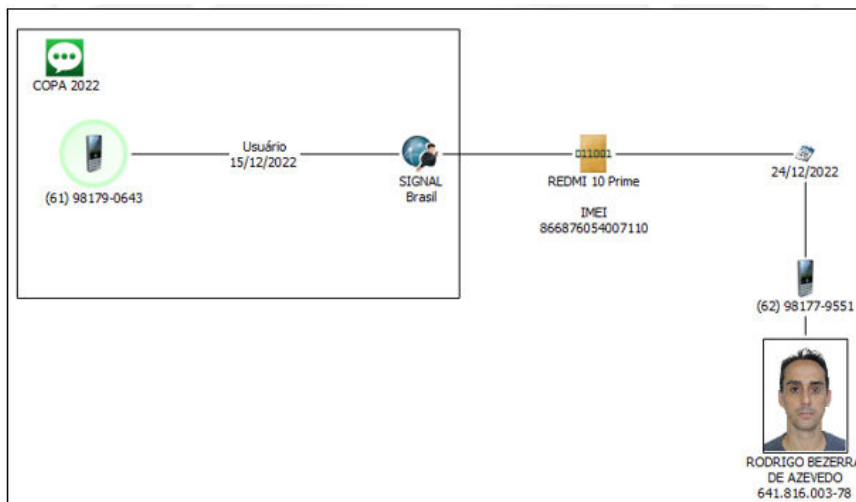 COPA 2022
Usuário
15/12/2022
(61) 98179-0643
SIGNAL
Brasil
011001
REDMI 10 Prime
IMEI
866876054007110
24/12/2022
(62) 98177-9551
RODRIGO BEZERRA
DE AZEVEDO
641.816.003-78